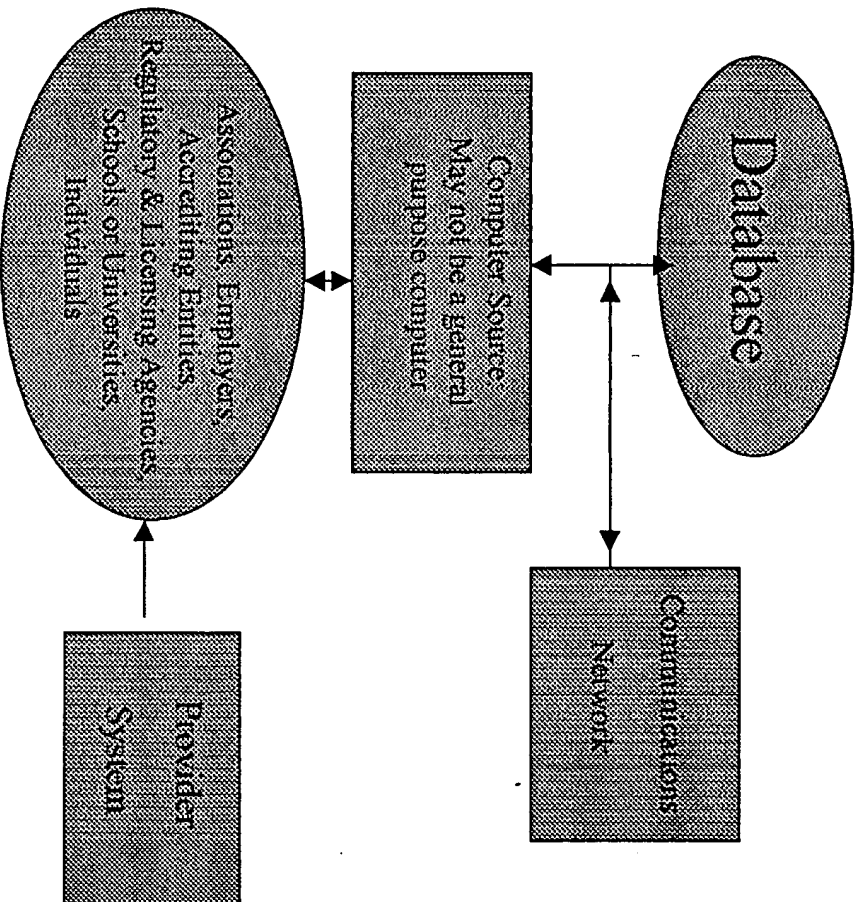 Database
Communications
Network
Computer Source:
May not be a general
purpose computer
Associations, Employers,
Accrediting Entities,
Regulatory & Licensing Agencies,
Schools or Universities,
Individuals
Provider
System